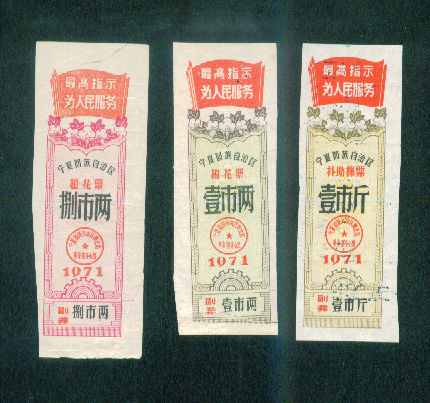 最高指示
为人民服务
宁夏回族自治区
棉花票
捌市两
1971
副券
捌市两
最高指示
为人民服务
宁夏回族自治区
棉花票
壹市两
1971
副券
壹市两
最高指示
为人民服务
宁夏回族自治区
补助棉票
壹市斤
1971
副券
壹市斤